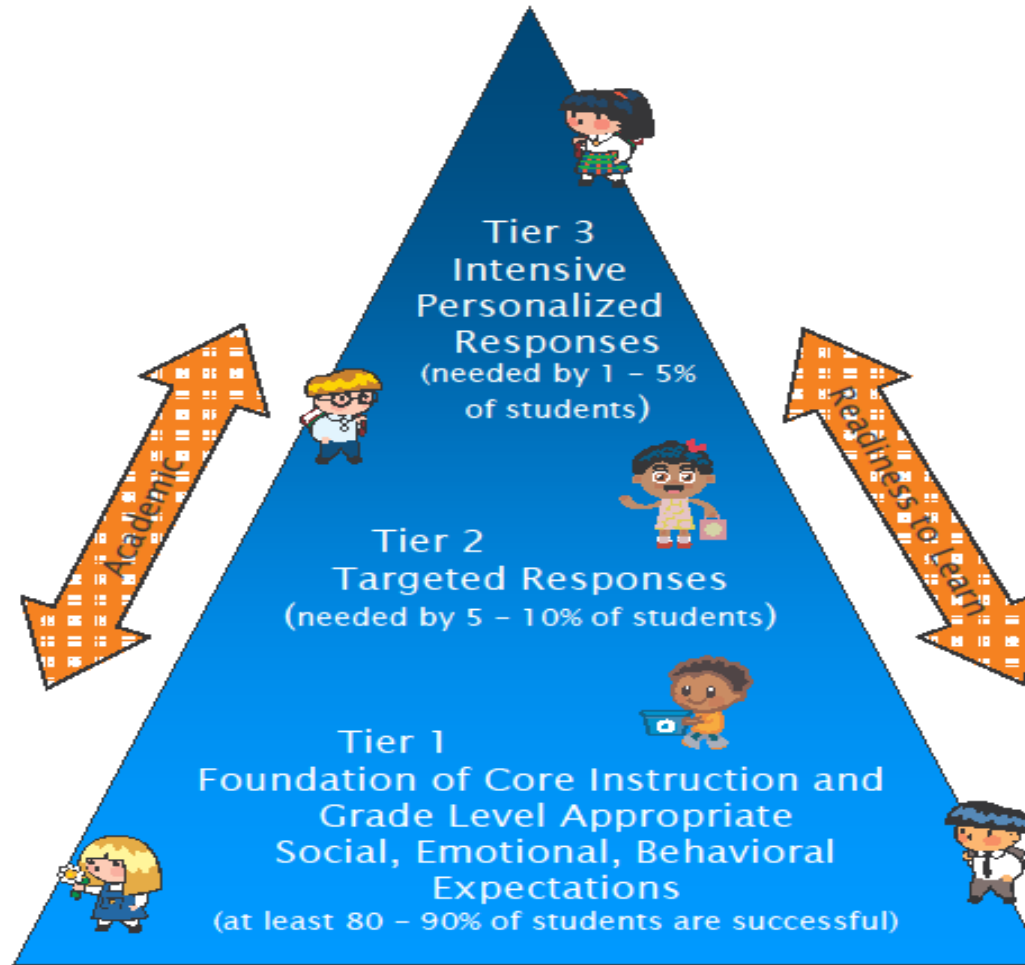 Tier 3
Intensive
Personalized
Responses
(needed by 1 – 5%
of students)
Academic
Readiness to Learn
Tier 2
Targeted Responses
(needed by 5 – 10% of students)
Tier 1
Foundation of Core Instruction and
Grade Level Appropriate
Social, Emotional, Behavioral
Expectations
(at least 80 – 90% of students are successful)